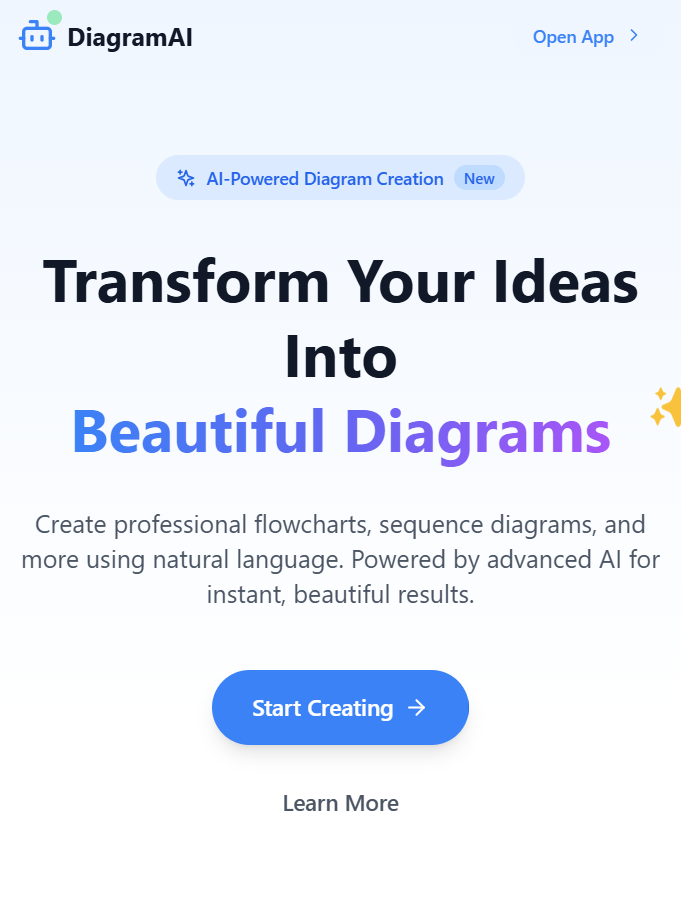 DiagramAI
Open App
AI-Powered Diagram Creation New
Transform Your Ideas
Into
Beautiful Diagrams
Create professional flowcharts, sequence diagrams, and
more using natural language. Powered by advanced AI for
instant, beautiful results.
Start Creating
Learn More